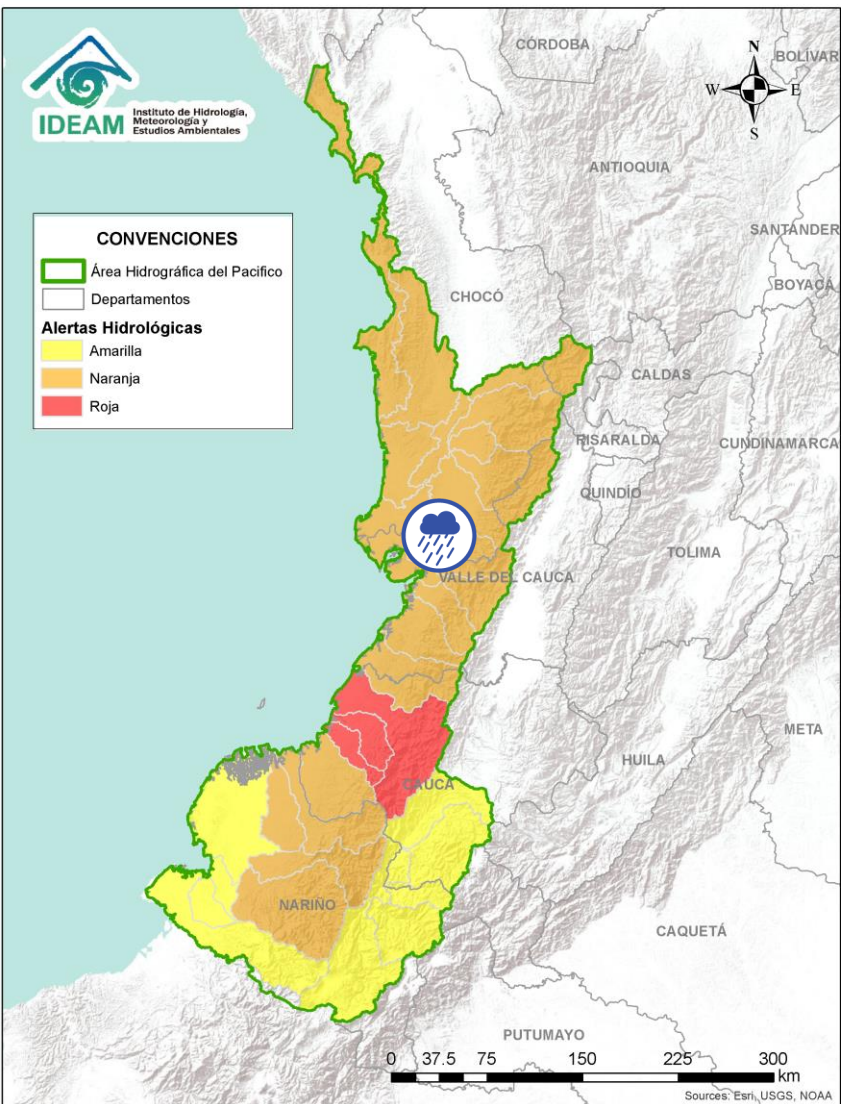 IDEAM
Instituto de Hidrología,
Meteorología y
Estudios Ambientales
CONVENCIONES
Área Hidrográfica del Pacifico
Departamentos
Alertas Hidrológicas
Amarilla
Naranja
Roja
N
W
E
S
CÓRDOBA
BOLÍVAR
ANTIOQUIA
SANTANDER
BOYACÁ
CHOCÓ
CALDAS
RISARALDA
CUNDINAMARCA
QUINDÍO
TOLIMA
VALLE DEL CAUCA
META
HUILA
CAUCA
NARIÑO
CAQUETÁ
PUTUMAYO
0 37.5 75 150 225 300
km
Sources: Esri, USGS, NOAA